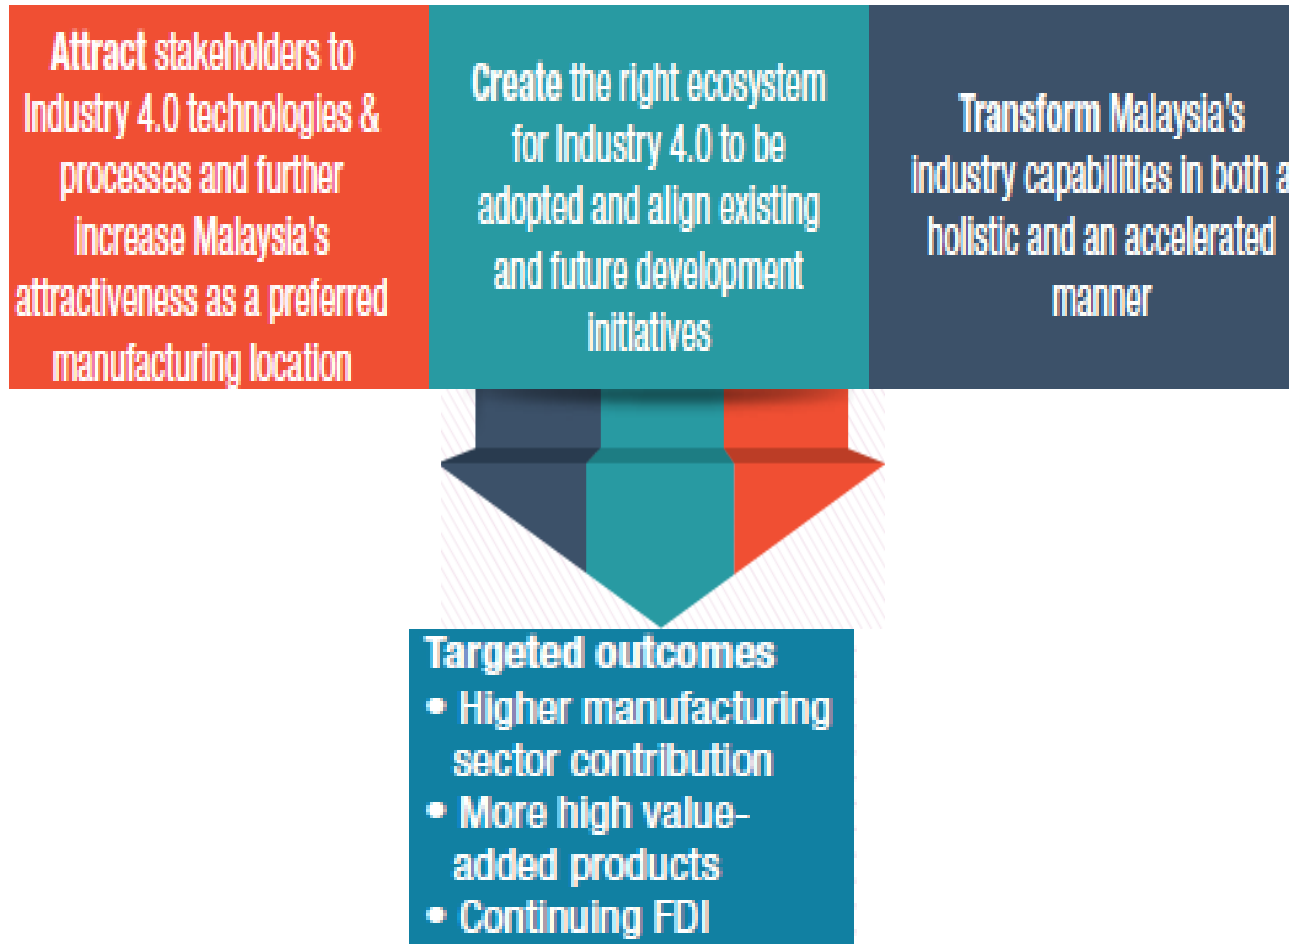 Attract stakeholders to
Industry 4.0 technologies &
processes and further
increase Malaysia's
attractiveness as a preferred
manufacturing location
Create the right ecosystem
for Industry 4.0 to be
adopted and align existing
and future development
initiatives
Transform Malaysia's
industry capabilities in both a
holistic and an accelerated
manner
Targeted outcomes
• Higher manufacturing
sector contribution
• More high value-
added products
• Continuing FDI